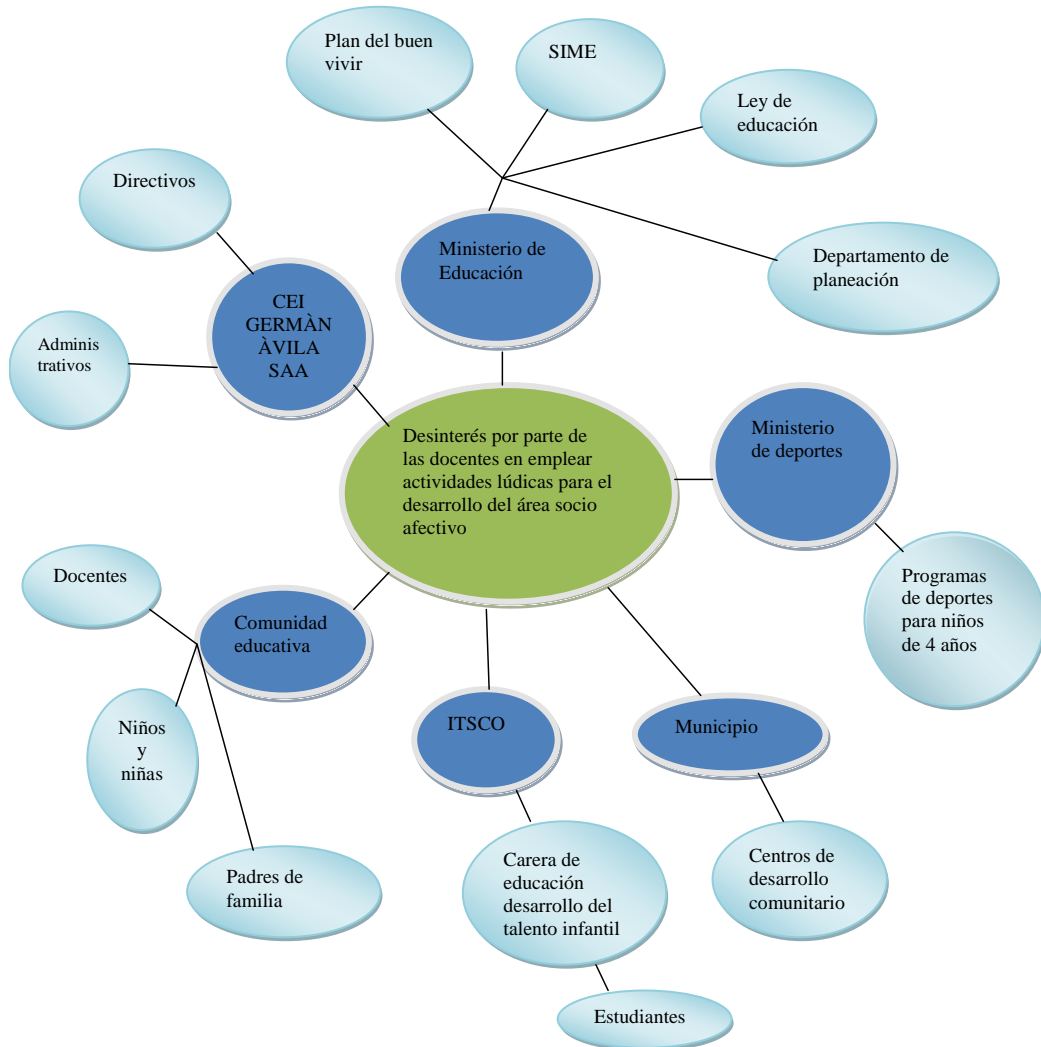 Plan del buen
vivir
SIME
Ley de
educación
Directivos
Ministerio de
Educación
Departamento de
planeación
CEI
GERMÀN
ÀVILA
SAA
Adminis
trativos
Desinterés por parte de
las docentes en emplear
actividades lúdicas para el
desarrollo del área socio
afectivo
Ministerio
de deportes
Docentes
Comunidad
educativa
Programas
de deportes
para niños
de 4 años
Niños
y
niñas
ITSCO
Municipio
Padres de
familia
Carera de
educación
desarrollo del
talento infantil
Centros de
desarrollo
comunitario
Estudiantes